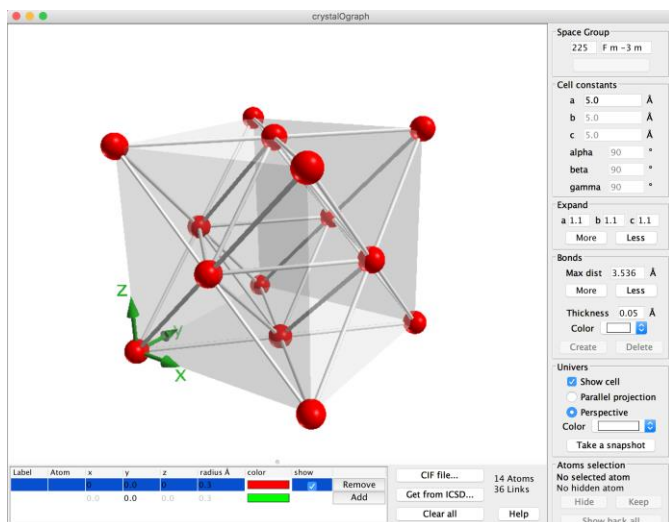 crystalOgraph
Z
Y
X
Space Group
225 F m -3 m
Cell constants
a 5.0 Å
b 5.0 Å
c 5.0 Å
alpha 90 °
beta 90 °
gamma 90 °
Expand
a 1.1 b 1.1 c 1.1
More Less
Bonds
Max dist 3.536 Å
More Less
Thickness 0.05 Å
Color
Create Delete
Univers
Show cell
Parallel projection
Perspective
Color
Take a snapshot
Atoms selection
No selected atom
No hidden atom
Hide Keep
Show back all
Label Atom x y z radius Å color show
0 0.0 0 0.3 Remove
0.0 0.0 0.0 0.3 Add
CIF file...
Get from ICSD...
Clear all
14 Atoms
36 Links
Help